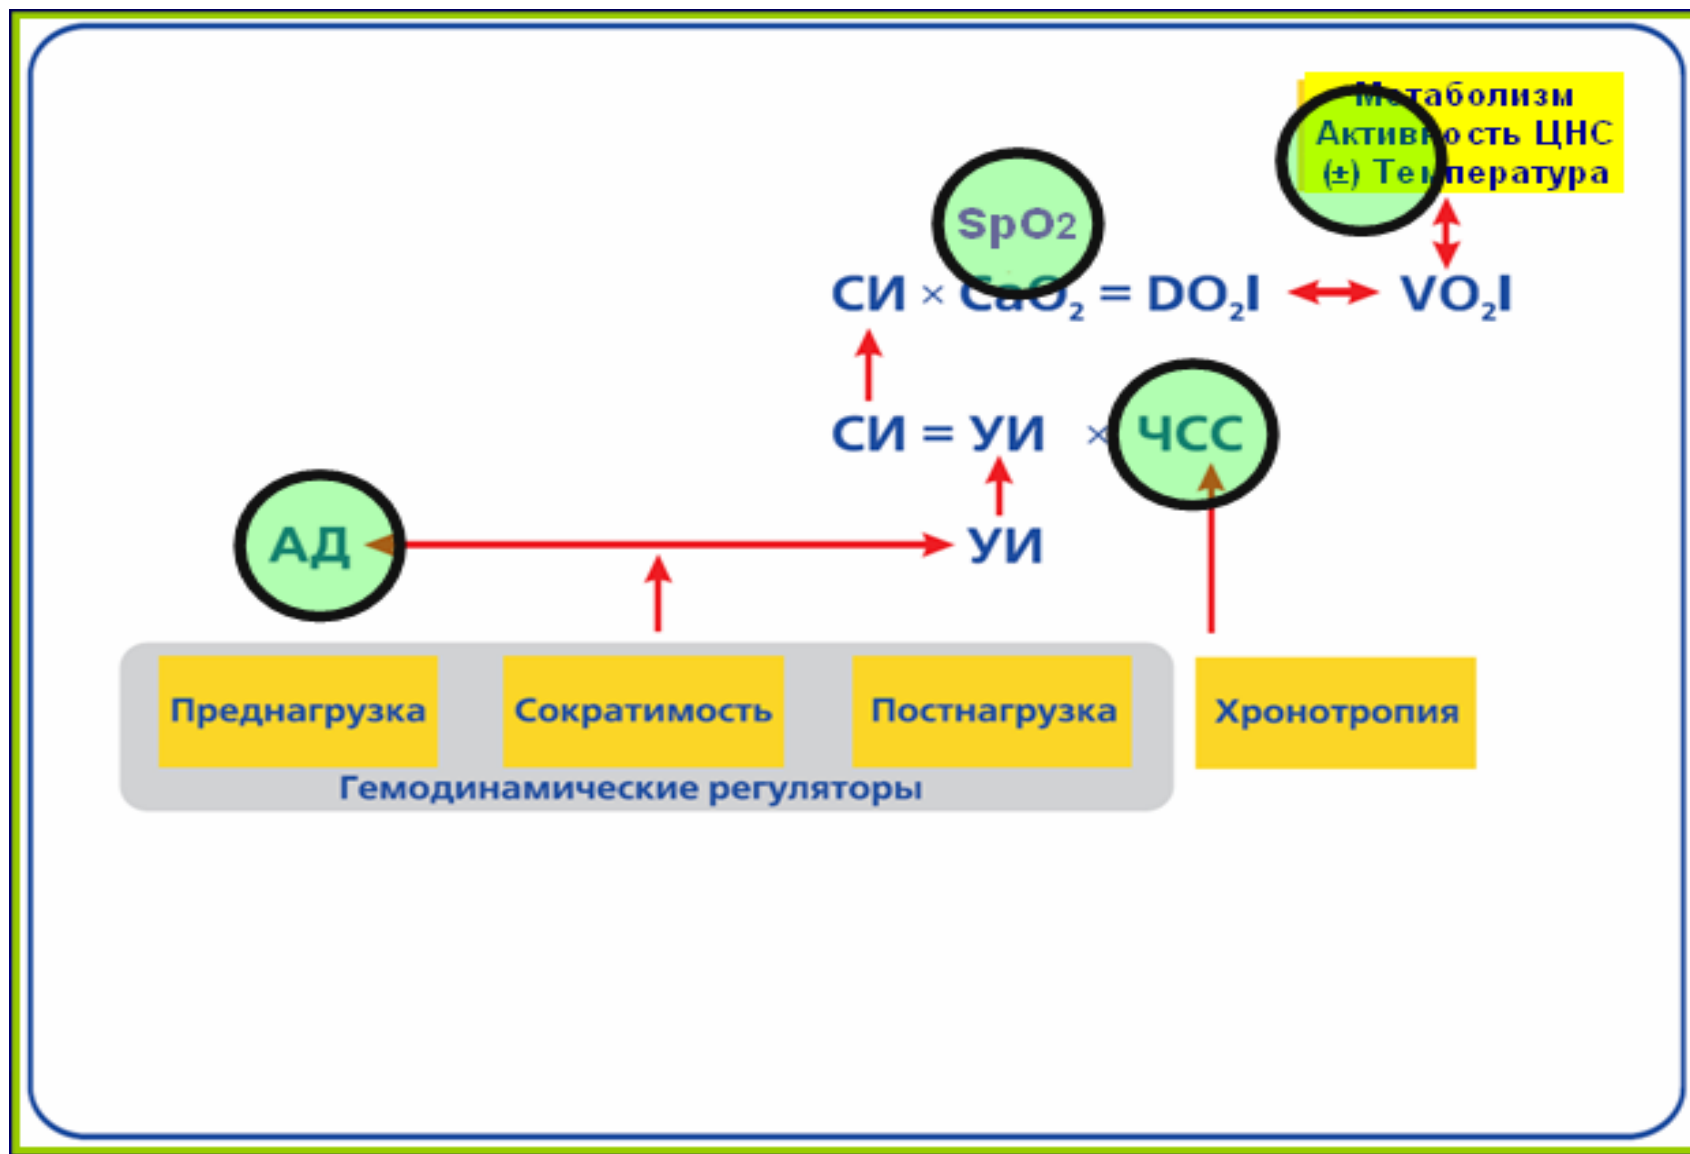 Метаболизм
Активность ЦНС
(±) Температура
SpO2
СИ × CaO₂ = DO₂I VO₂I
СИ = УИ × ЧСС
АД УИ
Преднагрузка Сократимость Постнагрузка Хронотропия
Гемодинамические регуляторы